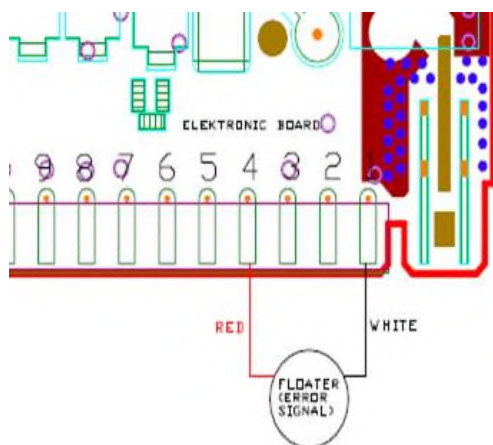 ELEKTRONIC BOARD
9 8 7 6 5 4 3 2 1
RED
WHITE
FLOATER
(ERROR
SIGNAL)